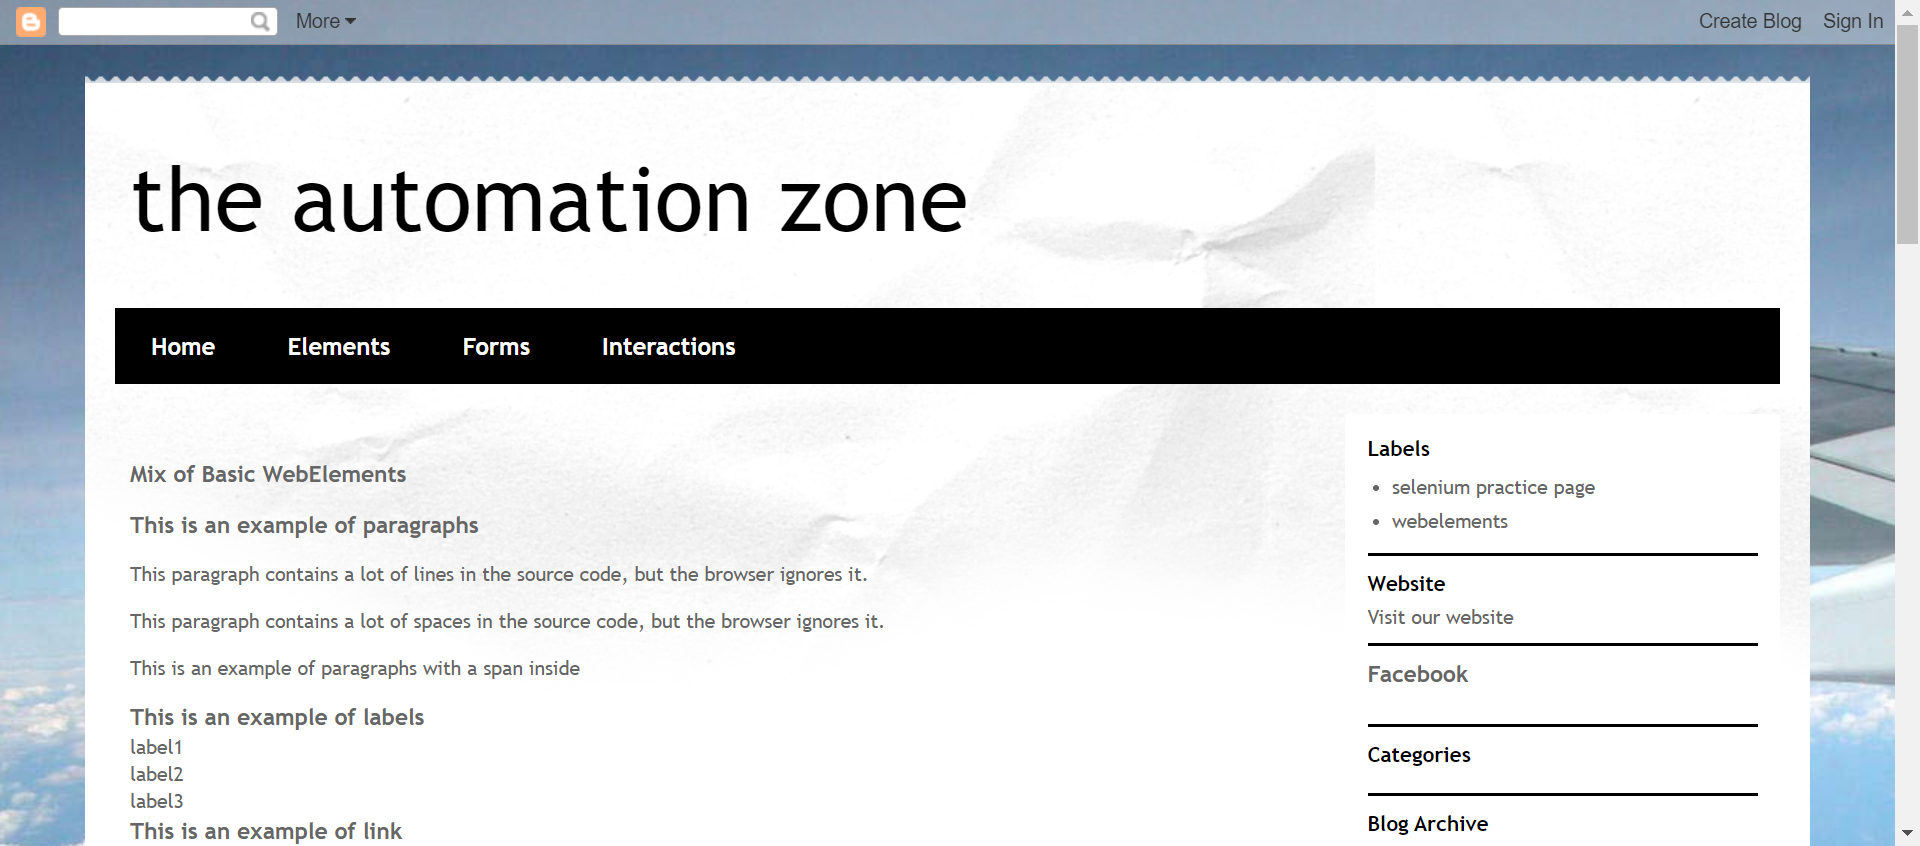 More
Create Blog
Sign In
the automation zone
Home
Elements
Forms
Interactions
Mix of Basic WebElements
This is an example of paragraphs
This paragraph contains a lot of lines in the source code, but the browser ignores it.
This paragraph contains a lot of spaces in the source code, but the browser ignores it.
This is an example of paragraphs with a span inside
This is an example of labels
label1
label2
label3
This is an example of link
Labels
selenium practice page
webelements
Website
Visit our website
Facebook
Categories
Blog Archive